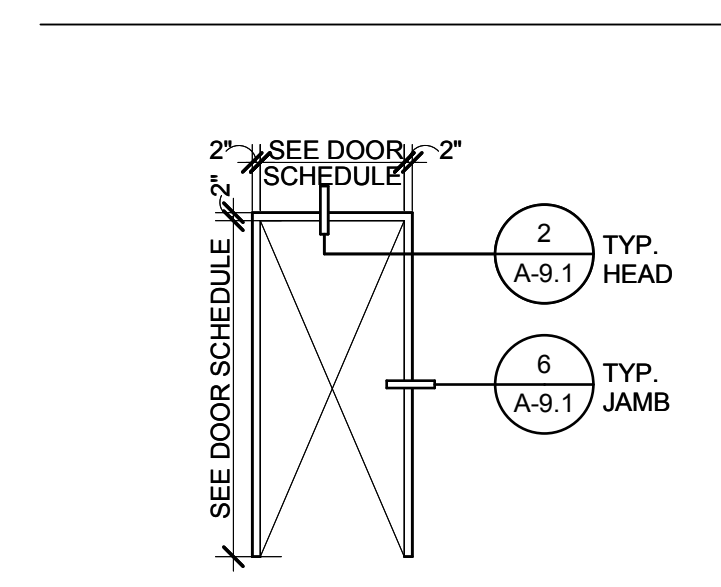 2" SEE DOOR 2"
SCHEDULE
2"
SEE DOOR SCHEDULE
2
A-9.1
TYP.
HEAD
6
A-9.1
TYP.
JAMB